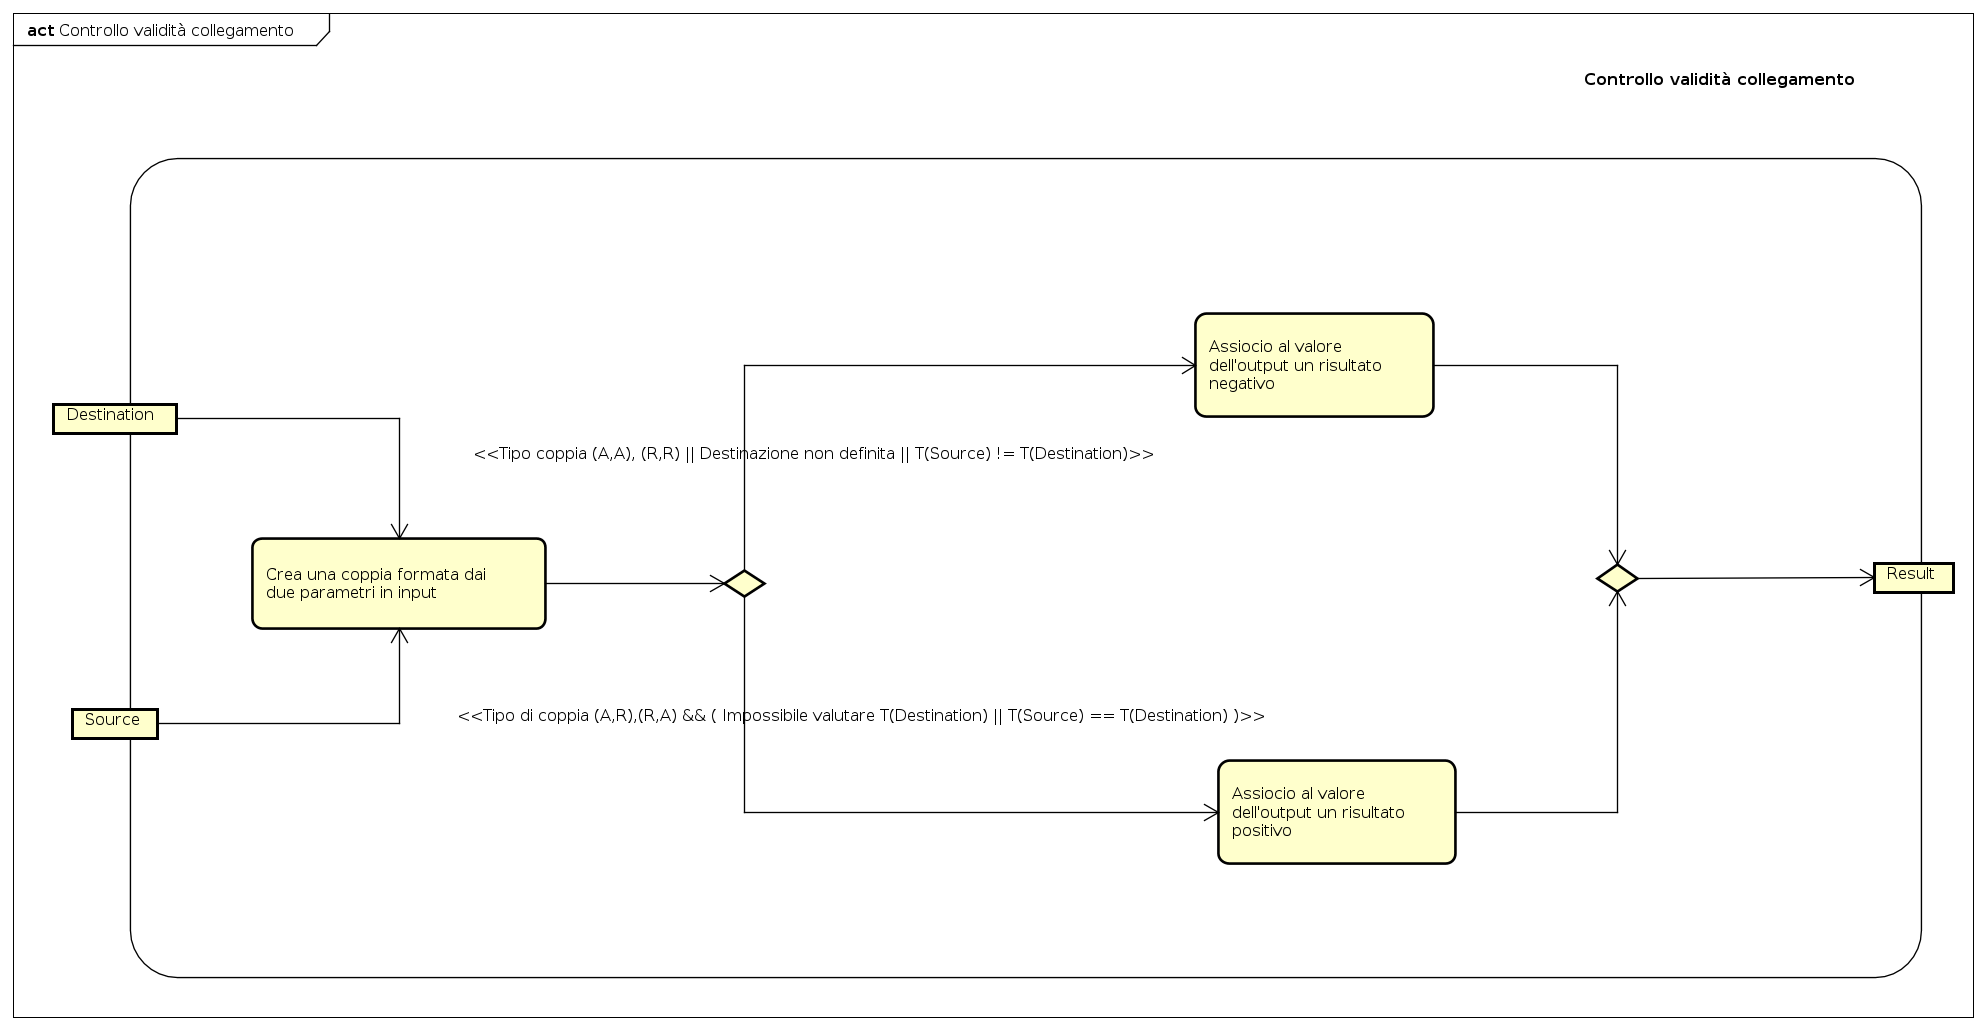 act Controllo validità collegamento
Controllo validità collegamento
Assiocio al valore
dell'output un risultato
negativo
Destination
<<Tipo coppia (A,A), (R,R) || Destinazione non definita || T(Source) != T(Destination)>>
Crea una coppia formata dai
due parametri in input
Result
Source
<<Tipo di coppia (A,R),(R,A) && ( Impossibile valutare T(Destination) || T(Source) == T(Destination) )>>
Assiocio al valore
dell'output un risultato
positivo